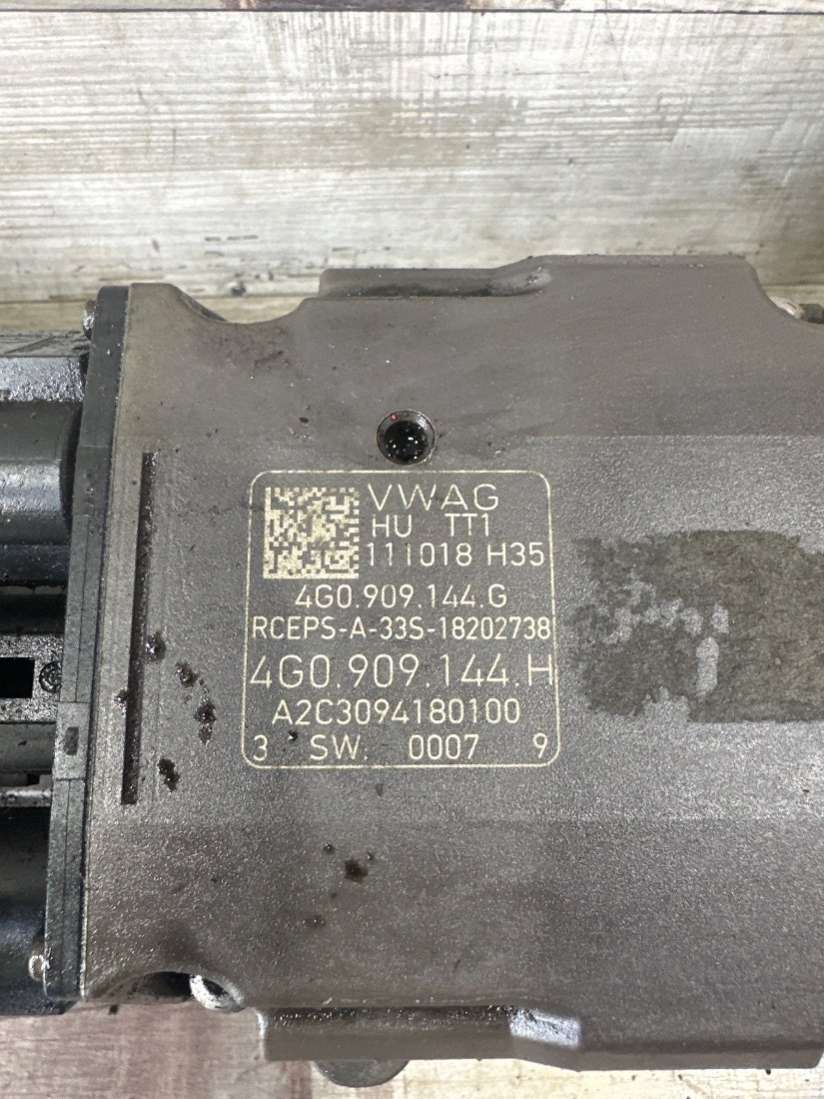 VWAG
HU TT1
111018 H35
4G0.909.144.G
RCEPS-A-33S-18202738
4G0.909.144.H
A2C3094180100
3 SW: 0007 9